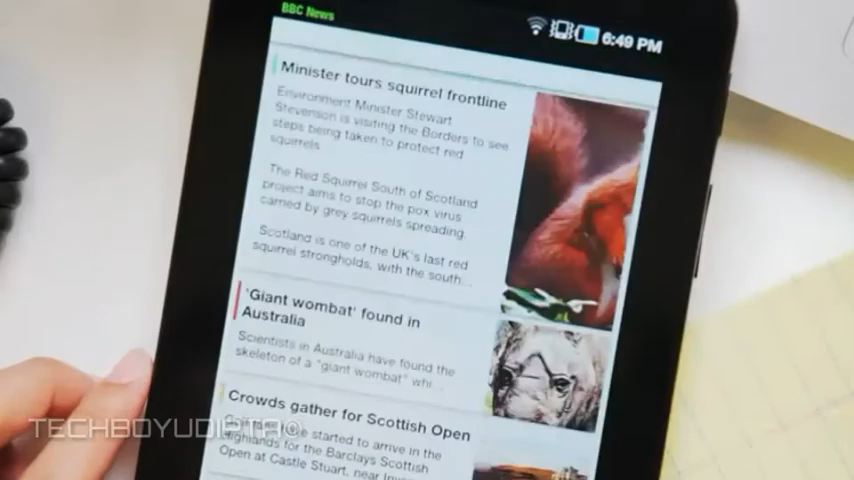 BBC News
6:49 PM
Minister tours squirrel frontline
Environment Minister Stewart
Stevenson is visiting the Borders to see
steps being taken to protect red
squirrels
The Red Squirrel South of Scotland
project aims to stop the pox virus
carried by grey squirrels spreading.
Scotland is one of the UK's last red
squirrel strongholds, with the south...
'Giant wombat' found in
Australia
Scientists in Australia have found the
skeleton of a "giant wombat" whi...
Crowds gather for Scottish Open
started to arrive in the
Highlands for the Barclays Scottish
Open at Castle Stuart, near
TECHBOYUDIPTA©